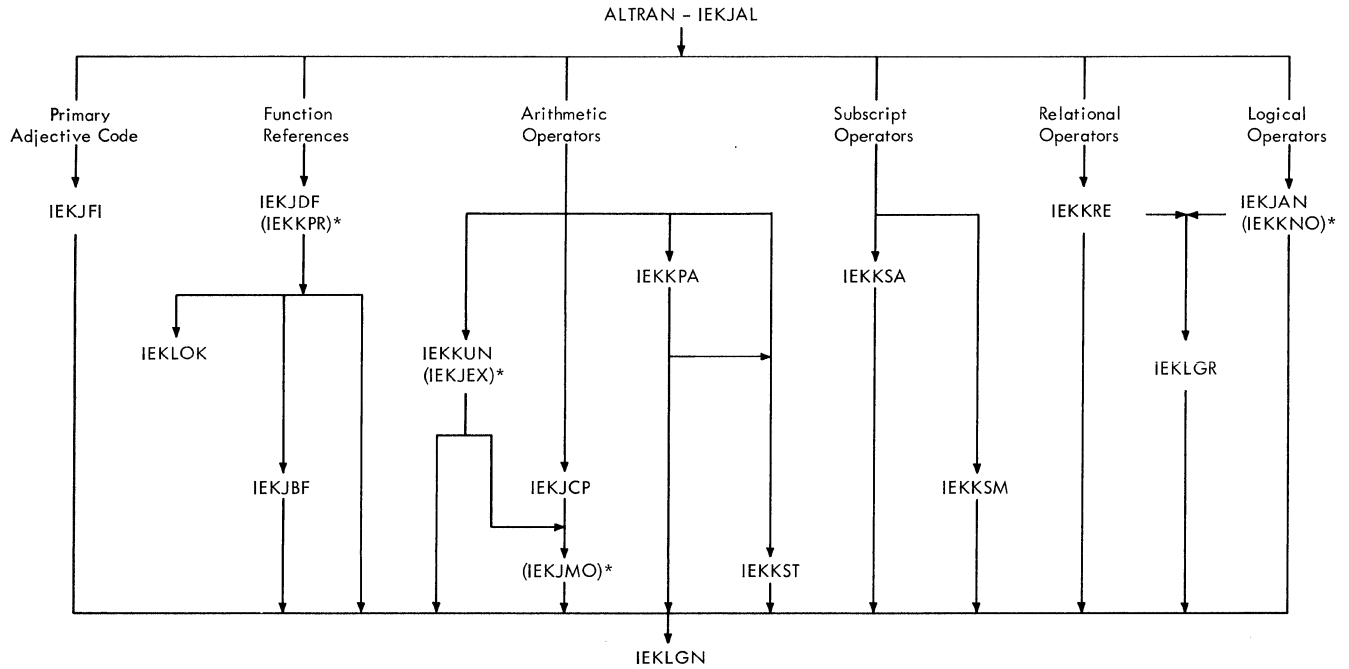 ALTRAN - IEKJAL
Primary
Adjective Code
Function
References
Arithmetic
Operators
Subscript
Operators
Relational
Operators
Logical
Operators
IEKJFI
IEKJDF
(IEKKPR)*
IEKKRE
IEKJAN
(IEKKNO)*
IEKKPA
IEKKSA
IEKLOK
IEKKUN
(IEKJEX)*
IEKLGR
IEKJBF
IEKJCP
IEKKSM
(IEKJMO)*
IEKKST
IEKLGN